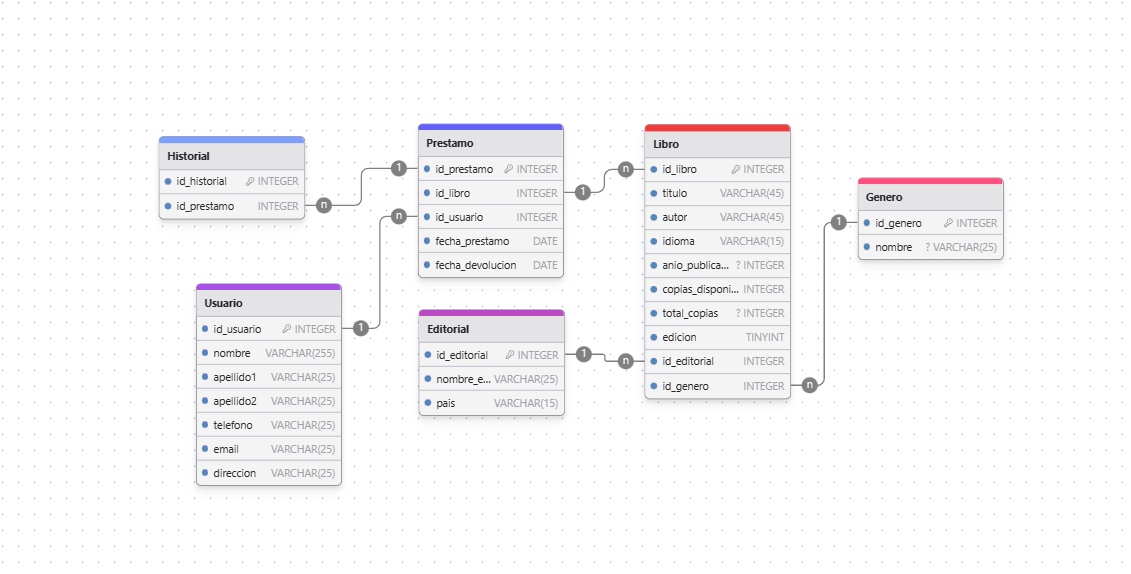 Historial
id_historial INTEGER
id_prestamo INTEGER
n
1
Prestamo
id_prestamo INTEGER
id_libro INTEGER
id_usuario INTEGER
fecha_prestamo DATE
fecha_devolucion DATE
n
1
n
Libro
id_libro INTEGER
titulo VARCHAR(45)
autor VARCHAR(45)
idioma VARCHAR(15)
anio_publica... ? INTEGER
copias_disponi... INTEGER
total_copias ? INTEGER
edicion TINYINT
id_editorial INTEGER
id_genero INTEGER
n
1
Genero
id_genero INTEGER
nombre ? VARCHAR(25)
Usuario
id_usuario INTEGER
nombre VARCHAR(255)
apellido1 VARCHAR(25)
apellido2 VARCHAR(25)
telefono VARCHAR(25)
email VARCHAR(25)
direccion VARCHAR(25)
1
Editorial
id_editorial INTEGER
nombre_e... VARCHAR(25)
pais VARCHAR(15)
1
n